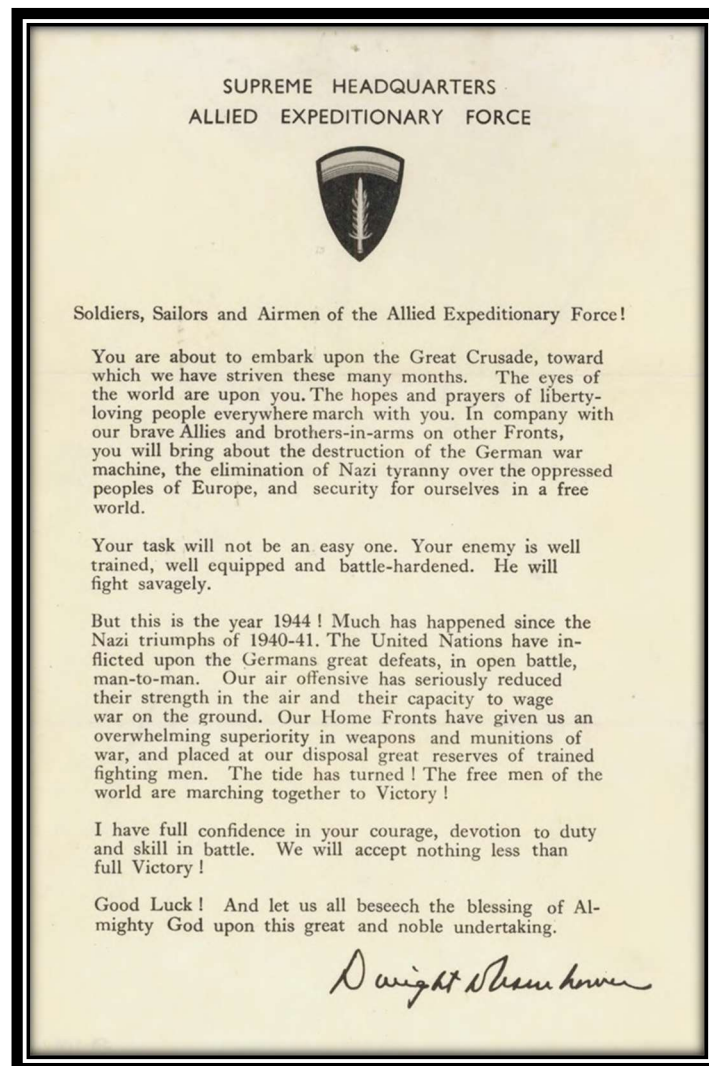 SUPREME HEADQUARTERS
ALLIED EXPEDITIONARY FORCE
Soldiers, Sailors and Airmen of the Allied Expeditionary Force!
You are about to embark upon the Great Crusade, toward
which we have striven these many months. The eyes of
the world are upon you. The hopes and prayers of liberty-
loving people everywhere march with you. In company with
our brave Allies and brothers-in-arms on other Fronts,
you will bring about the destruction of the German war
machine, the elimination of Nazi tyranny over the oppressed
peoples of Europe, and security for ourselves in a free
world.
Your task will not be an easy one. Your enemy is well
trained, well equipped and battle-hardened. He will
fight savagely.
But this is the year 1944 ! Much has happened since the
Nazi triumphs of 1940-41. The United Nations have in-
flicted upon the Germans great defeats, in open battle,
man-to-man. Our air offensive has seriously reduced
their strength in the air and their capacity to wage
war on the ground. Our Home Fronts have given us an
overwhelming superiority in weapons and munitions of
war, and placed at our disposal great reserves of trained
fighting men. The tide has turned ! The free men of the
world are marching together to Victory !
I have full confidence in your courage, devotion to duty
and skill in battle. We will accept nothing less than
full Victory !
Good Luck ! And let us all beseech the blessing of Al-
mighty God upon this great and noble undertaking.
Dwight D Eisenhower